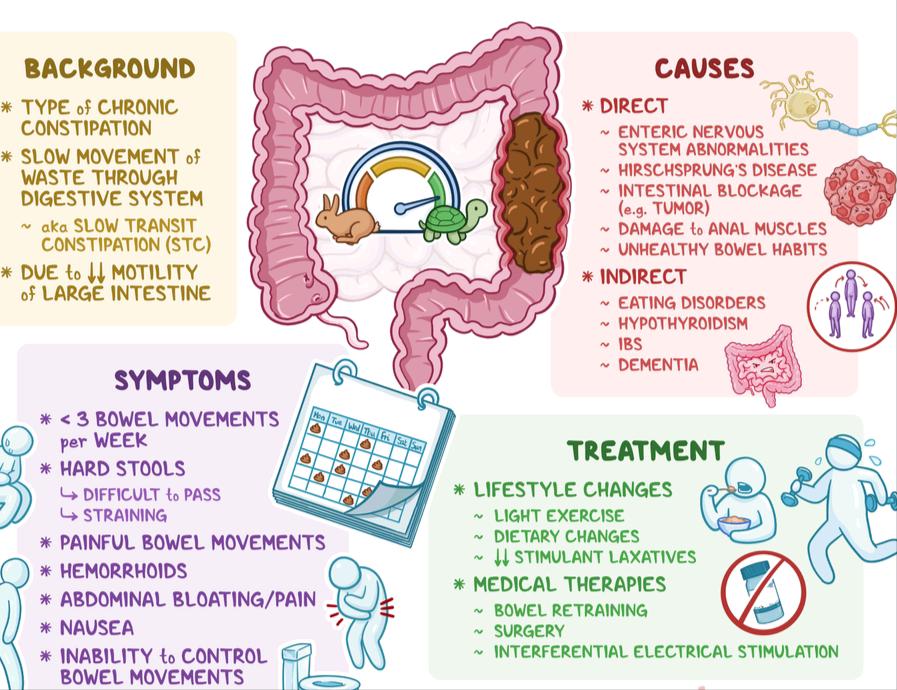 BACKGROUND
* TYPE of CHRONIC
CONSTIPATION
* SLOW MOVEMENT of
WASTE THROUGH
DIGESTIVE SYSTEM
~ aka SLOW TRANSIT
CONSTIPATION (STC)
* DUE to ↓↓ MOTILITY
of LARGE INTESTINE
CAUSES
* DIRECT
~ ENTERIC NERVOUS
SYSTEM ABNORMALITIES
~ HIRSCHSPRUNG'S DISEASE
~ INTESTINAL BLOCKAGE
(e.g. TUMOR)
~ DAMAGE to ANAL MUSCLES
~ UNHEALTHY BOWEL HABITS
* INDIRECT
~ EATING DISORDERS
~ HYPOTHYROIDISM
~ IBS
~ DEMENTIA
SYMPTOMS
* < 3 BOWEL MOVEMENTS
per WEEK
* HARD STOOLS
↳ DIFFICULT to PASS
↳ STRAINING
* PAINFUL BOWEL MOVEMENTS
* HEMORRHOIDS
* ABDOMINAL BLOATING/PAIN
* NAUSEA
* INABILITY to CONTROL
BOWEL MOVEMENTS
Mon Tue Wed Thu Fri Sat Sun
TREATMENT
* LIFESTYLE CHANGES
~ LIGHT EXERCISE
~ DIETARY CHANGES
~ ↓↓ STIMULANT LAXATIVES
* MEDICAL THERAPIES
~ BOWEL RETRAINING
~ SURGERY
~ INTERFERENTIAL ELECTRICAL STIMULATION